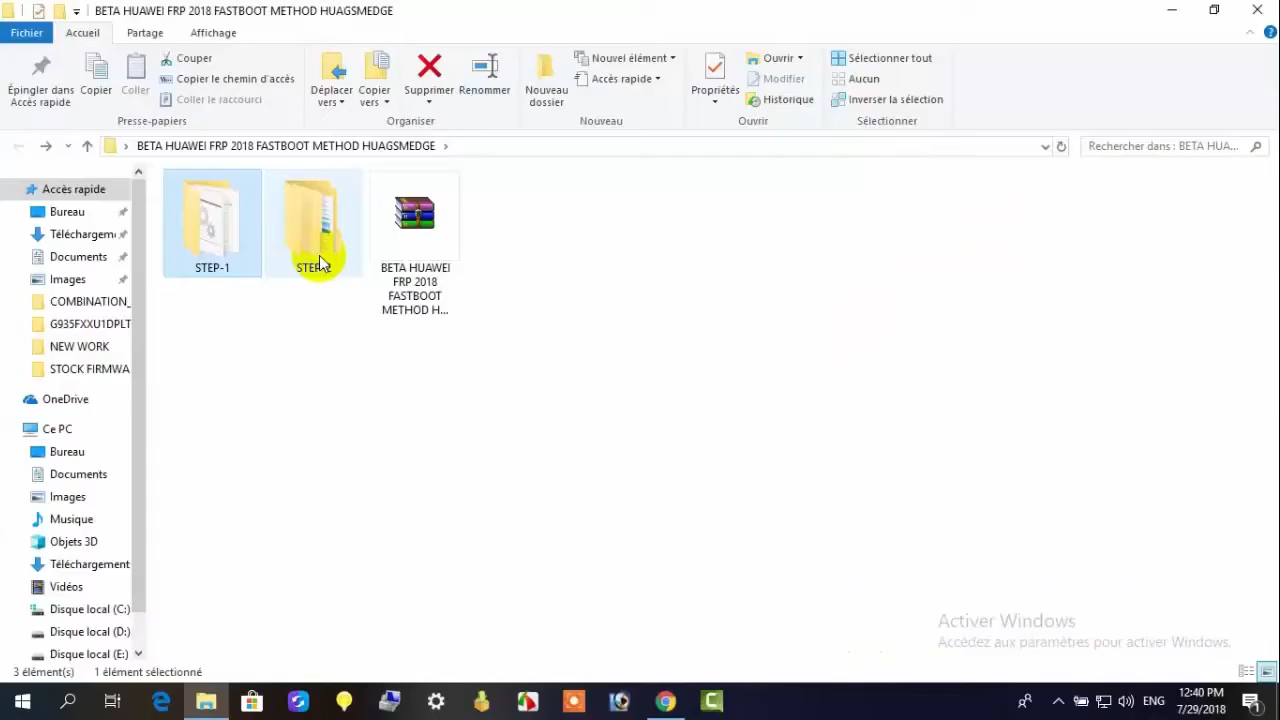 BETA HUAWEI FRP 2018 FASTBOOT METHOD HUAGSMEDGE
Fichier
Accueil
Partage
Affichage
Épingler dans
Accès rapide
Copier
Coller
Couper
Copier le chemin d'accès
Coller le raccourci
Presse-papiers
Déplacer
vers
Copier
vers
Supprimer
Renommer
Organiser
Nouveau
dossier
Nouvel élément
Accès rapide
Nouveau
Propriétés
Ouvrir
Modifier
Historique
Ouvrir
Sélectionner tout
Aucun
Inverser la sélection
Sélectionner
BETA HUAWEI FRP 2018 FASTBOOT METHOD HUAGSMEDGE
Rechercher dans : BETA HUA...
Accès rapide
Bureau
Téléchargem
Documents
Images
COMBINATION_
G935FXXU1DPLT
NEW WORK
STOCK FIRMWA
OneDrive
Ce PC
Bureau
Documents
Images
Musique
Objets 3D
Téléchargement
Vidéos
Disque local (C:)
Disque local (D:)
Disque local (E:)
STEP-1
STEP-2
BETA HUAWEI
FRP 2018
FASTBOOT
METHOD H...
Activer Windows
Accédez aux paramètres pour activer Windows.
3 élément(s)
1 élément sélectionné
ENG
12:40 PM
7/29/2018
1